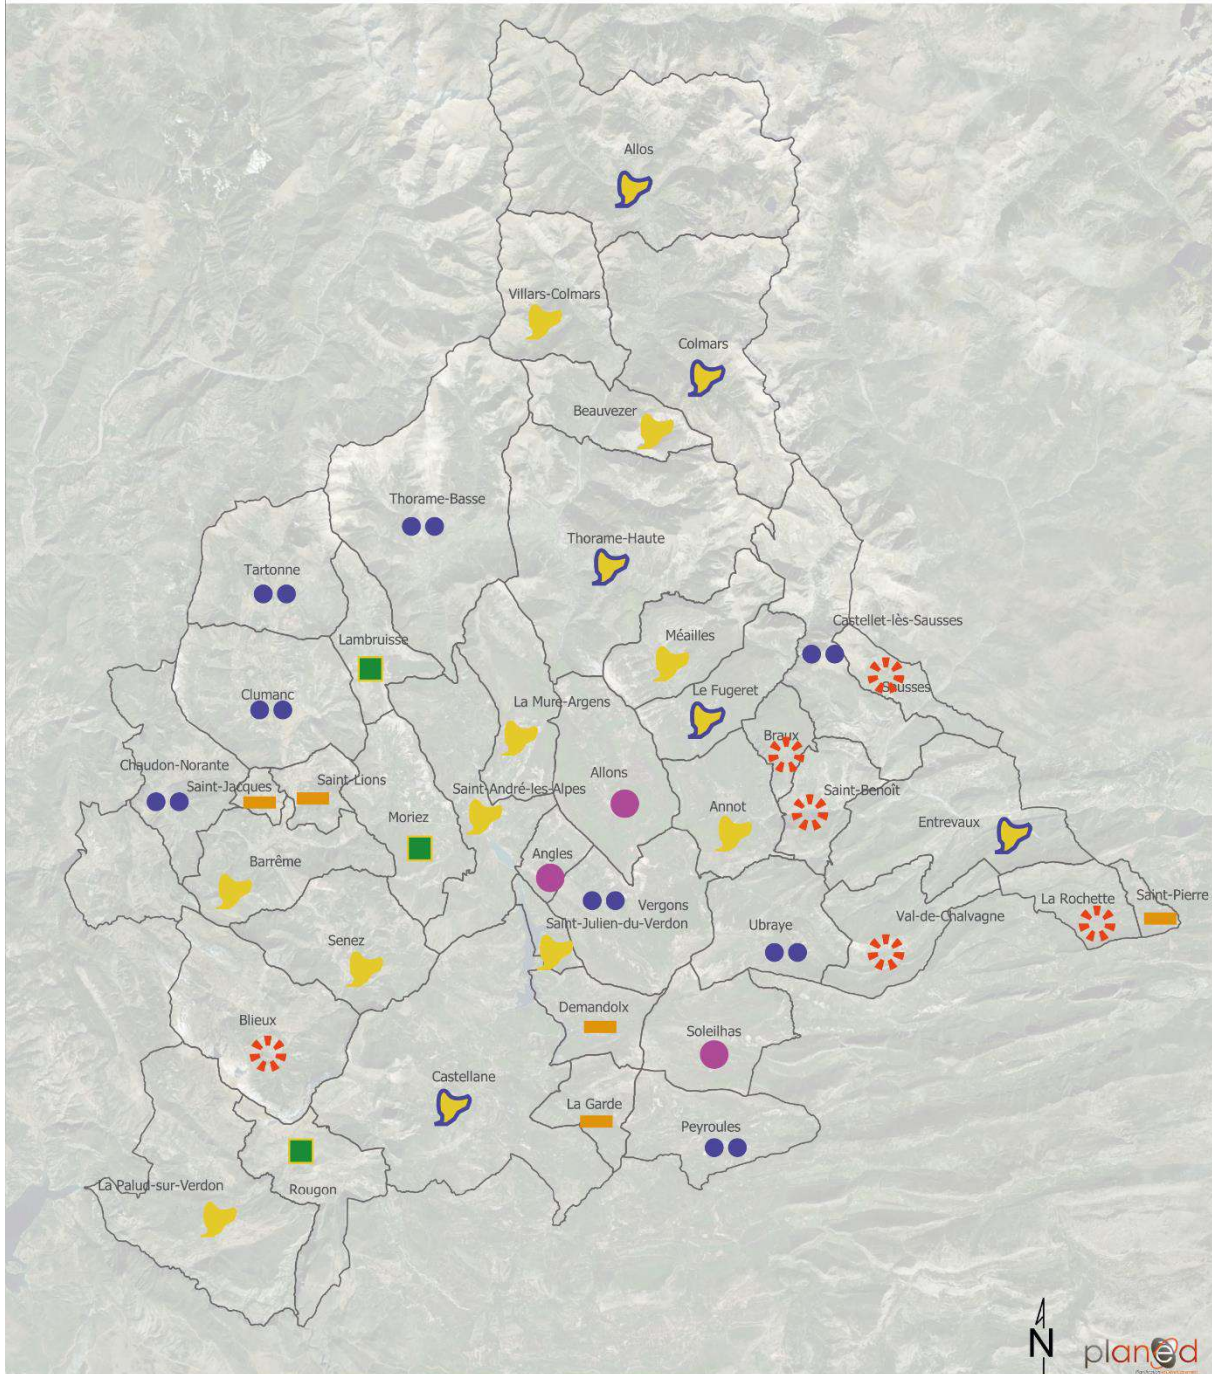 Allos
Villars-Colmars
Colmars
Beauvezer
Thorame-Basse
Thorame-Haute
Tartonne
Castellet-lès-Sausses
Lambruisse
Méailles
Sausses
Clumanc
La Mure-Argens
Le Fugeret
Braux
Chaudon-Norante
Saint-Jacques
Saint-Lions
Allons
Saint-André-les-Alpes
Saint-Benoît
Moriez
Annot
Entrevaux
Barrême
Angles
Vergons
La Rochette
Saint-Pierre
Senez
Saint-Julien-du-Verdon
Ubraye
Val-de-Chalvagne
Blieux
Demandolx
Soleilhas
Castellane
La Garde
Peyroules
La Palud-sur-Verdon
Rougon
N
planèd